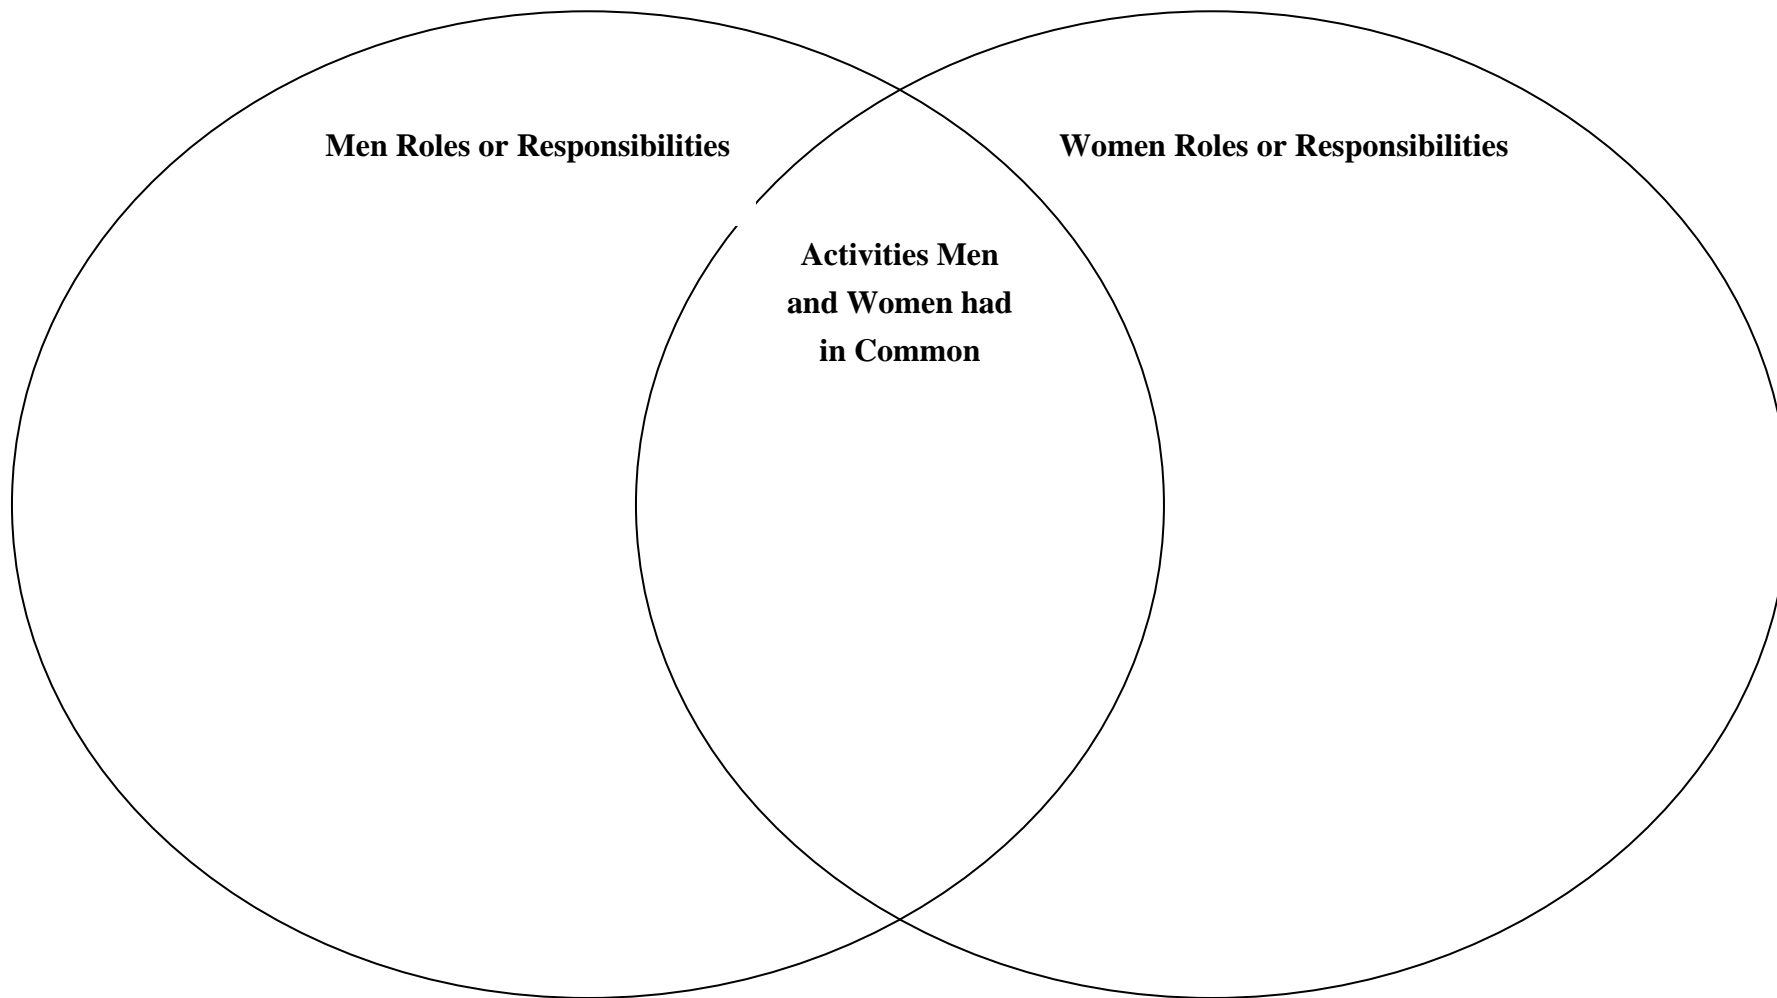 Men Roles or Responsibilities
Women Roles or Responsibilities
Activities Men
and Women had
in Common